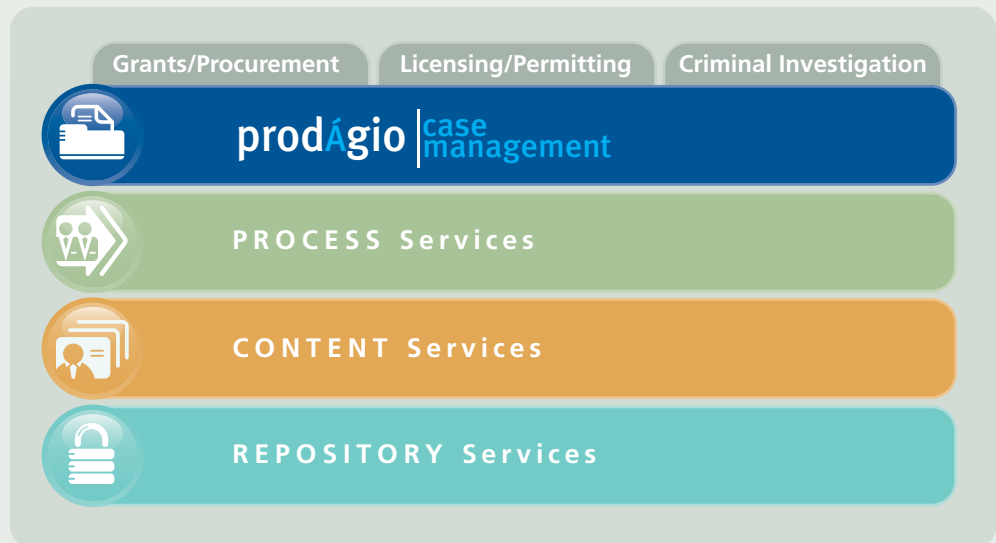 Grants/Procurement Licensing/Permitting Criminal Investigation
prodÁgio case management
PROCESS Services
CONTENT Services
REPOSITORY Services